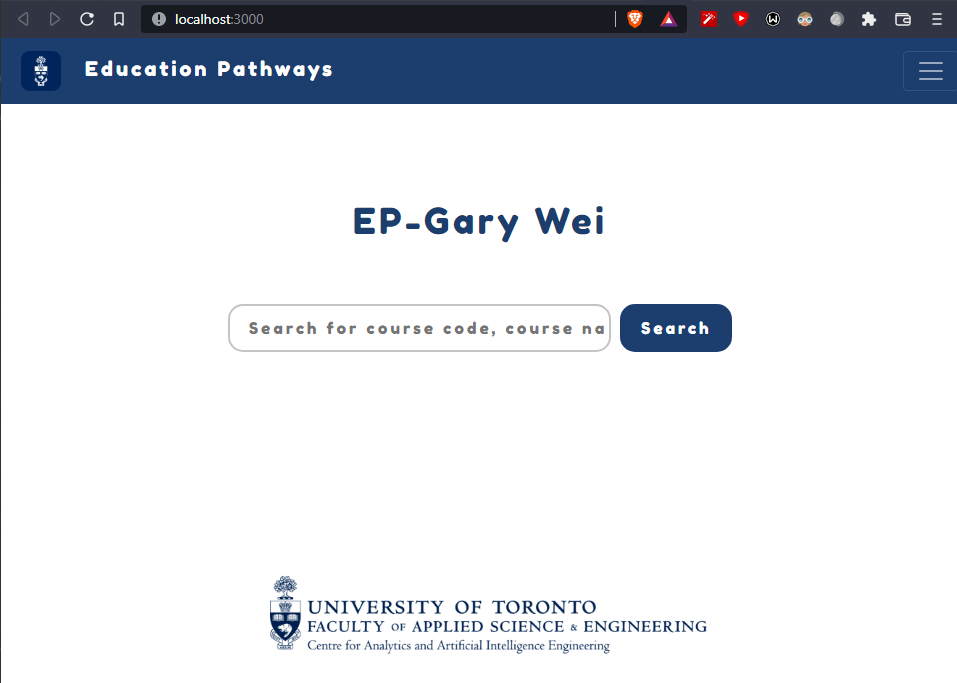 localhost:3000
Education Pathways
EP-Gary Wei
Search for course code, course na
Search
UNIVERSITY OF TORONTO
FACULTY OF APPLIED SCIENCE & ENGINEERING
Centre for Analytics and Artificial Intelligence Engineering